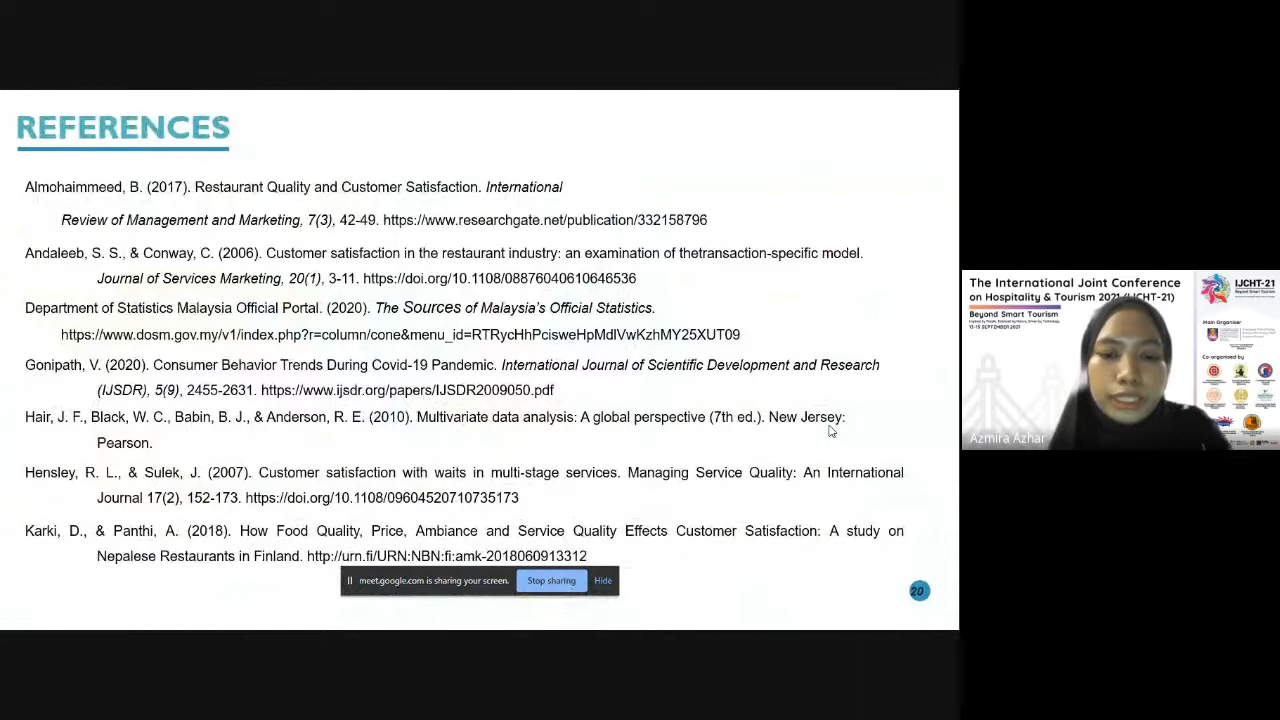 REFERENCES
Almohaimmeed, B. (2017). Restaurant Quality and Customer Satisfaction. International
Review of Management and Marketing, 7(3), 42-49. https://www.researchgate.net/publication/332158796
Andaleeb, S. S., & Conway, C. (2006). Customer satisfaction in the restaurant industry: an examination of thetransaction-specific model.
Journal of Services Marketing, 20(1), 3-11. https://doi.org/10.1108/08876040610646536
Department of Statistics Malaysia Official Portal. (2020). The Sources of Malaysia's Official Statistics.
https://www.dosm.gov.my/v1/index.php?r=column/cone&menu_id=RTRycHhPcisweHpMdlVwKzhMY25XUT09
Gonipath, V. (2020). Consumer Behavior Trends During Covid-19 Pandemic. International Journal of Scientific Development and Research
(IJSDR), 5(9), 2455-2631. https://www.ijsdr.org/papers/IJSDR2009050.pdf
Hair, J. F., Black, W. C., Babin, B. J., & Anderson, R. E. (2010). Multivariate data analysis: A global perspective (7th ed.). New Jersey:
Pearson.
Hensley, R. L., & Sulek, J. (2007). Customer satisfaction with waits in multi-stage services. Managing Service Quality: An International
Journal 17(2), 152-173. https://doi.org/10.1108/09604520710735173
Karki, D., & Panthi, A. (2018). How Food Quality, Price, Ambiance and Service Quality Effects Customer Satisfaction: A study on
Nepalese Restaurants in Finland. http://urn.fi/URN:NBN:fi:amk-2018060913312
meet.google.com is sharing your screen. Stop sharing Hide
20
The International Joint Conference
on Hospitality & Tourism 2021 (IJCHT-21)
Beyond Smart Tourism
13-15 SEPTEMBER 2021
IJCHT-21
Beyond Smart Tourism
Main Organiser
Co-organised by
Azmira Azhar